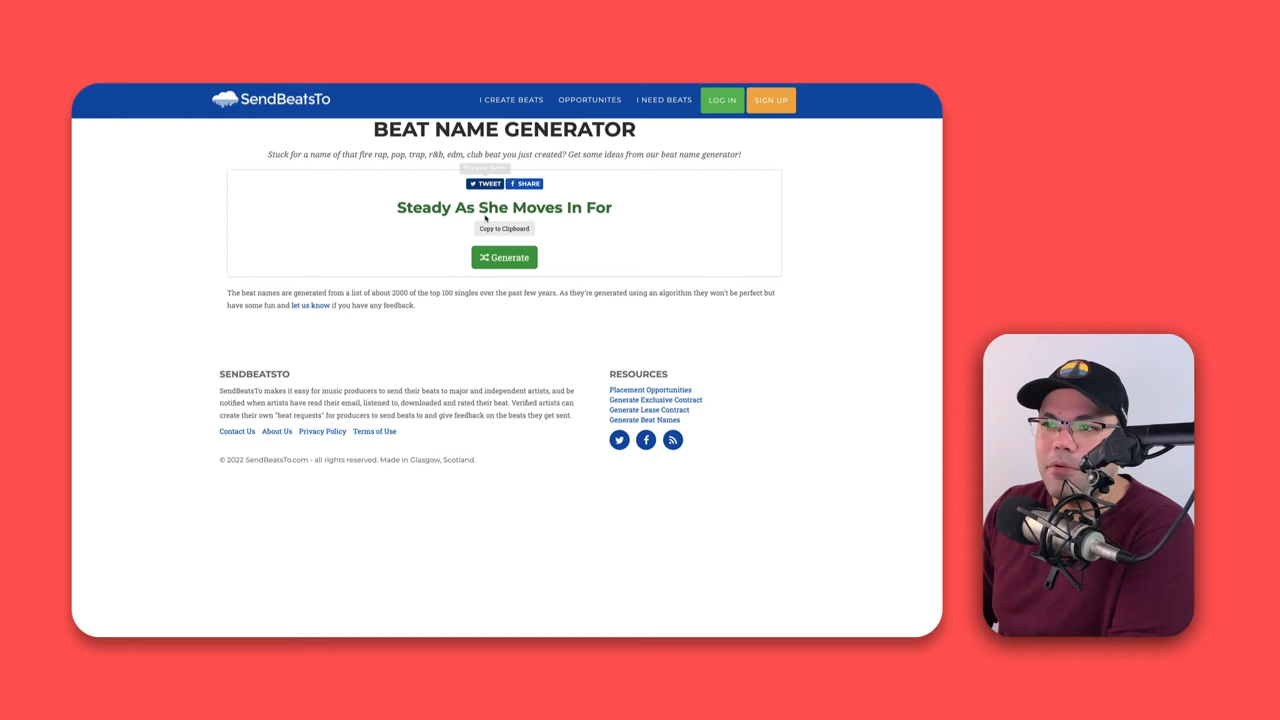 SendBeatsTo
I CREATE BEATS
OPPORTUNITES
I NEED BEATS
LOG IN
SIGN UP
BEAT NAME GENERATOR
Stuck for a name of that fire rap, pop, trap, r&b, edm, club beat you just created? Get some ideas from our beat name generator!
TWEET
SHARE
Steady As She Moves In For
Copy to Clipboard
Generate
The beat names are generated from a list of about 2000 of the top 100 singles over the past few years. As they're generated using an algorithm they won't be perfect but
have some fun and let us know if you have any feedback.
SENDBEATSTO
SendBeatsTo makes it easy for music producers to send their beats to major and independent artists, and be
notified when artists have read their email, listened to, downloaded and rated their beat. Verified artists can
create their own "beat requests" for producers to send beats to and give feedback on the beats they get sent.
Contact Us About Us Privacy Policy Terms of Use
© 2022 SendBeatsTo.com - all rights reserved. Made in Glasgow, Scotland.
RESOURCES
Placement Opportunities
Generate Exclusive Contract
Generate Lease Contract
Generate Beat Names